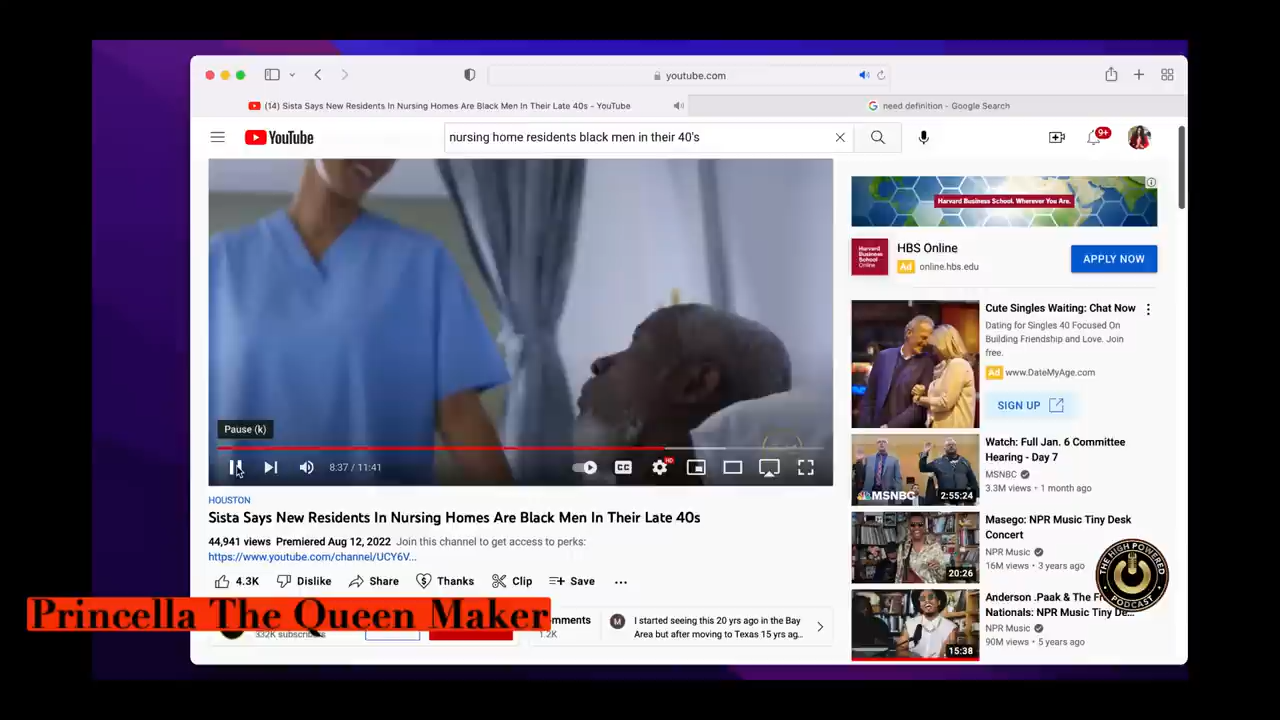 youtube.com
(14) Sista Says New Residents In Nursing Homes Are Black Men In Their Late 40s - YouTube
need definition - Google Search
YouTube
nursing home residents black men in their 40's
9+
Pause (k)
8:37 / 11:41
CC
HD
HOUSTON
Sista Says New Residents In Nursing Homes Are Black Men In Their Late 40s
44,941 views Premiered Aug 12, 2022 Join this channel to get access to perks:
https://www.youtube.com/channel/UCY6V...
4.3K
Dislike
Share
Thanks
Clip
Save
Princella The Queen Maker
332K subscribers
omments
1.2K
M
I started seeing this 20 yrs ago in the Bay
Area but after moving to Texas 15 yrs ag...
Harvard Business School. Wherever You Are.
Harvard
Business
School
Online
HBS Online
Ad online.hbs.edu
APPLY NOW
Cute Singles Waiting: Chat Now
Dating for Singles 40 Focused On
Building Friendship and Love. Join
free.
Ad www.DateMyAge.com
SIGN UP
MSNBC
2:55:24
Watch: Full Jan. 6 Committee
Hearing - Day 7
MSNBC
3.3M views • 1 month ago
20:26
Masego: NPR Music Tiny Desk
Concert
NPR Music
16M views • 3 years ago
15:38
Anderson .Paak & The Fr
Nationals: NPR Music Tiny De...
NPR Music
90M views • 5 years ago
THE HIGH POWERED
PODCAST